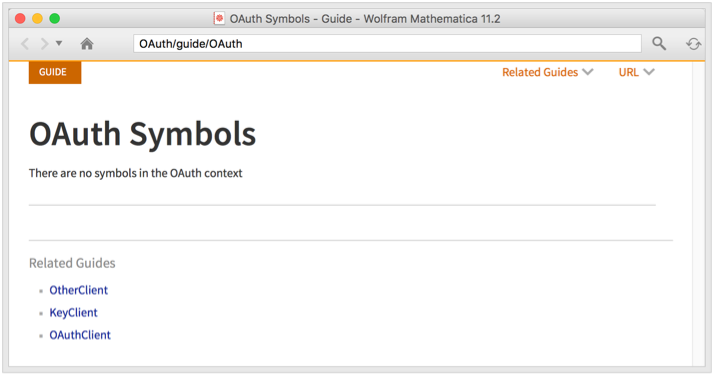 OAuth Symbols - Guide - Wolfram Mathematica 11.2
OAuth/guide/OAuth
GUIDE
Related Guides
URL
OAuth Symbols
There are no symbols in the OAuth context
Related Guides
OtherClient
KeyClient
OAuthClient